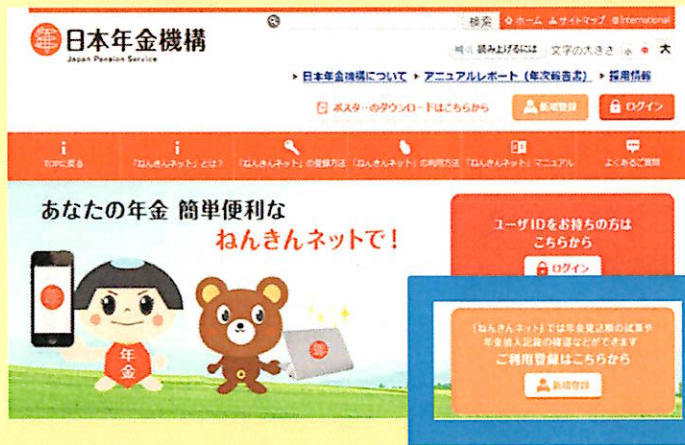 日本年金機構
Japan Pension Service
検索
ホーム
サイトマップ
International
読み上げるには
文字の大きさ 小 中 大
日本年金機構について
アニュアルレポート（年次報告書）
採用情報
ポスターのダウンロードはこちらから
新規登録
ログイン
TOPに戻る
「ねんきんネット」とは？
「ねんきんネット」の登録方法
「ねんきんネット」の利用方法
「ねんきんネット」マニュアル
よくあるご質問
あなたの年金 簡単便利な
ねんきんネットで！
年金
ユーザIDをお持ちの方は
こちらから
ログイン
「ねんきんネット」では年金見込額の試算や
年金加入記録の確認などができます
ご利用登録はこちらから
新規登録